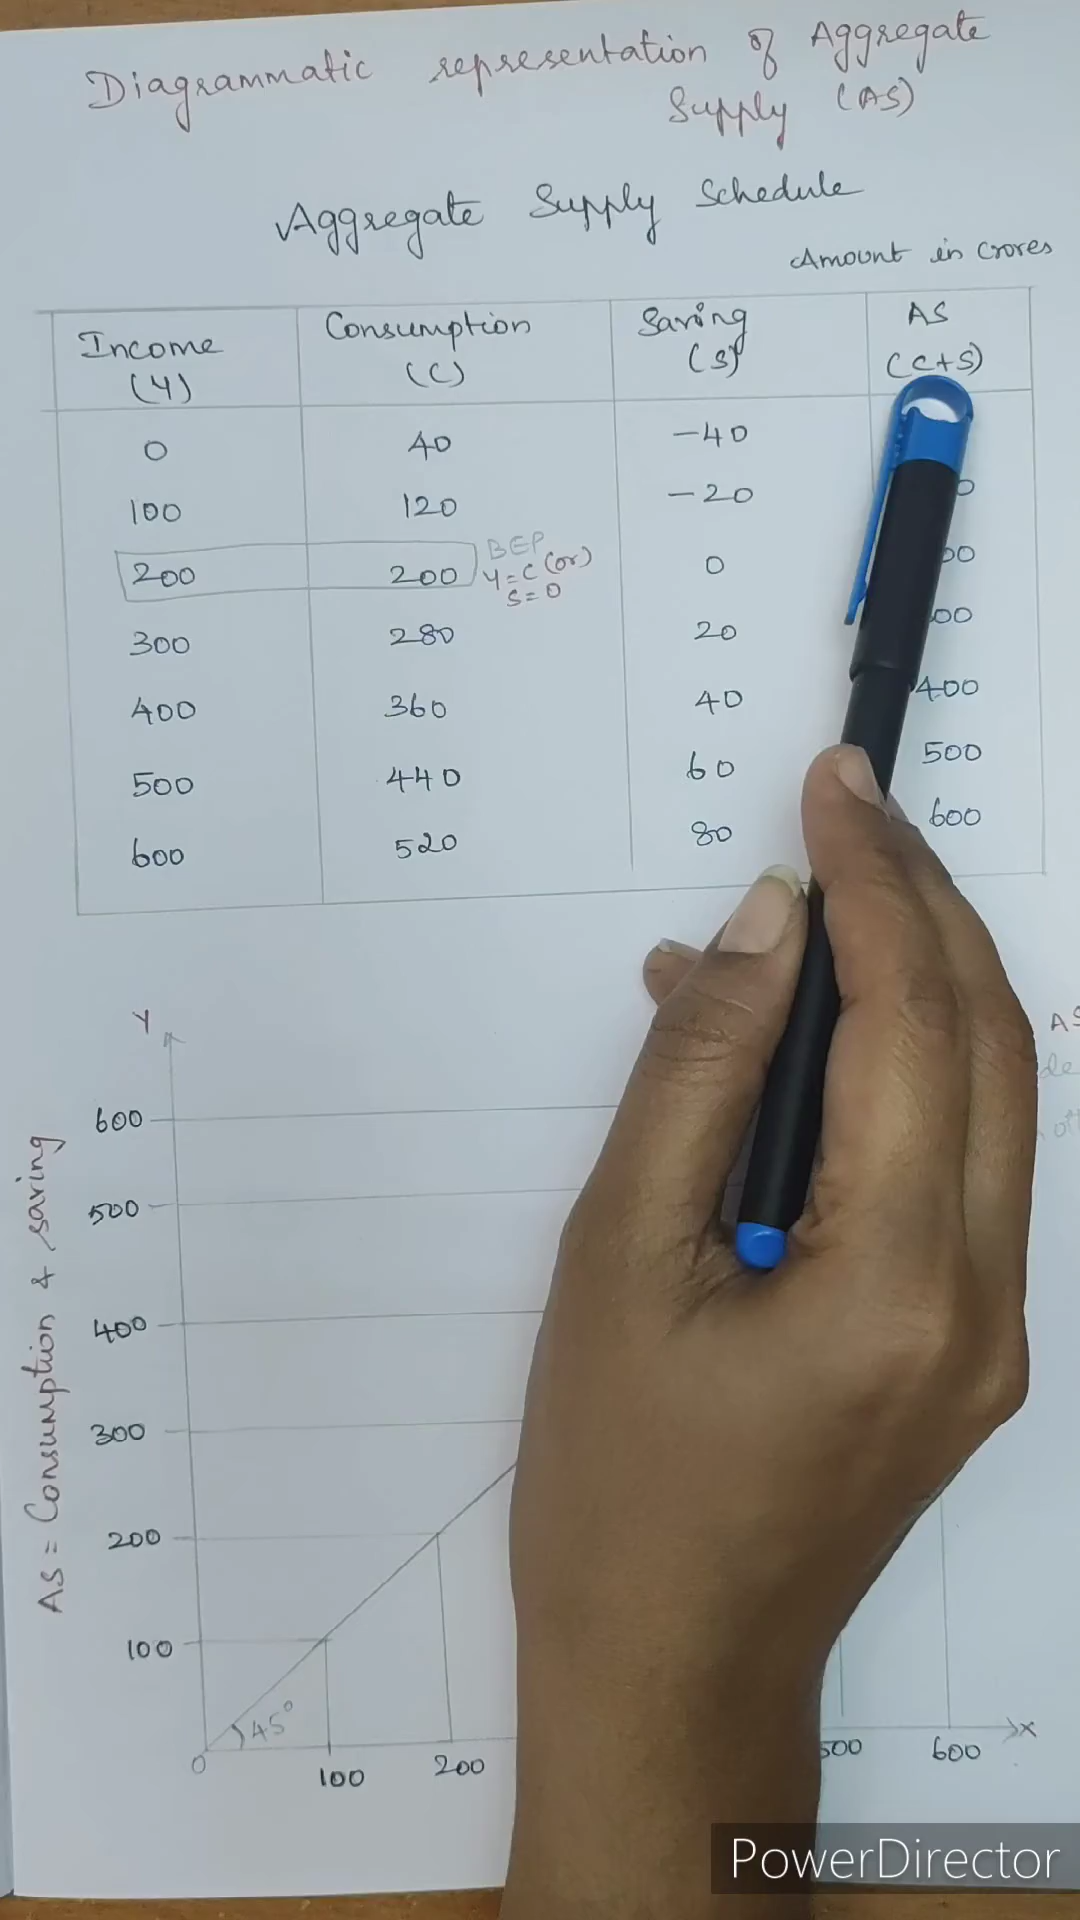 Diagrammatic representation of Aggregate
Supply (AS)
Aggregate Supply Schedule
Amount in crores
Income (Y) Consumption (C) Saving (S) AS (C+S)
0 40 -40
100 120 -20
200 200 BEP Y=C (or) S=0 0
300 280 20
400 360 40 400
500 440 60 500
600 520 80 600
Y
AS
600
500
400
300
200
100
AS = Consumption & saving
45°
0 100 200 500 600 X
PowerDirector